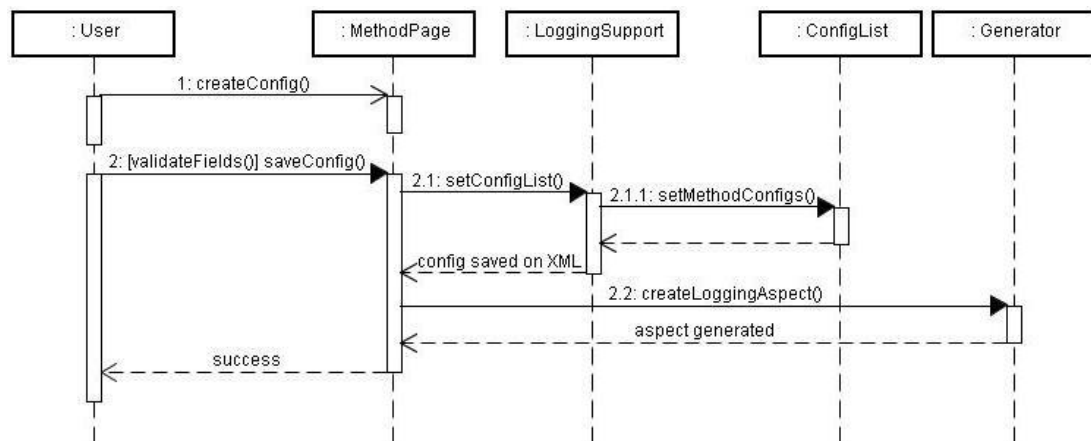 : User
: MethodPage
: LoggingSupport
: ConfigList
: Generator
1: createConfig()
2: [validateFields()] saveConfig()
2.1: setConfigList()
2.1.1: setMethodConfigs()
config saved on XML
2.2: createLoggingAspect()
aspect generated
success